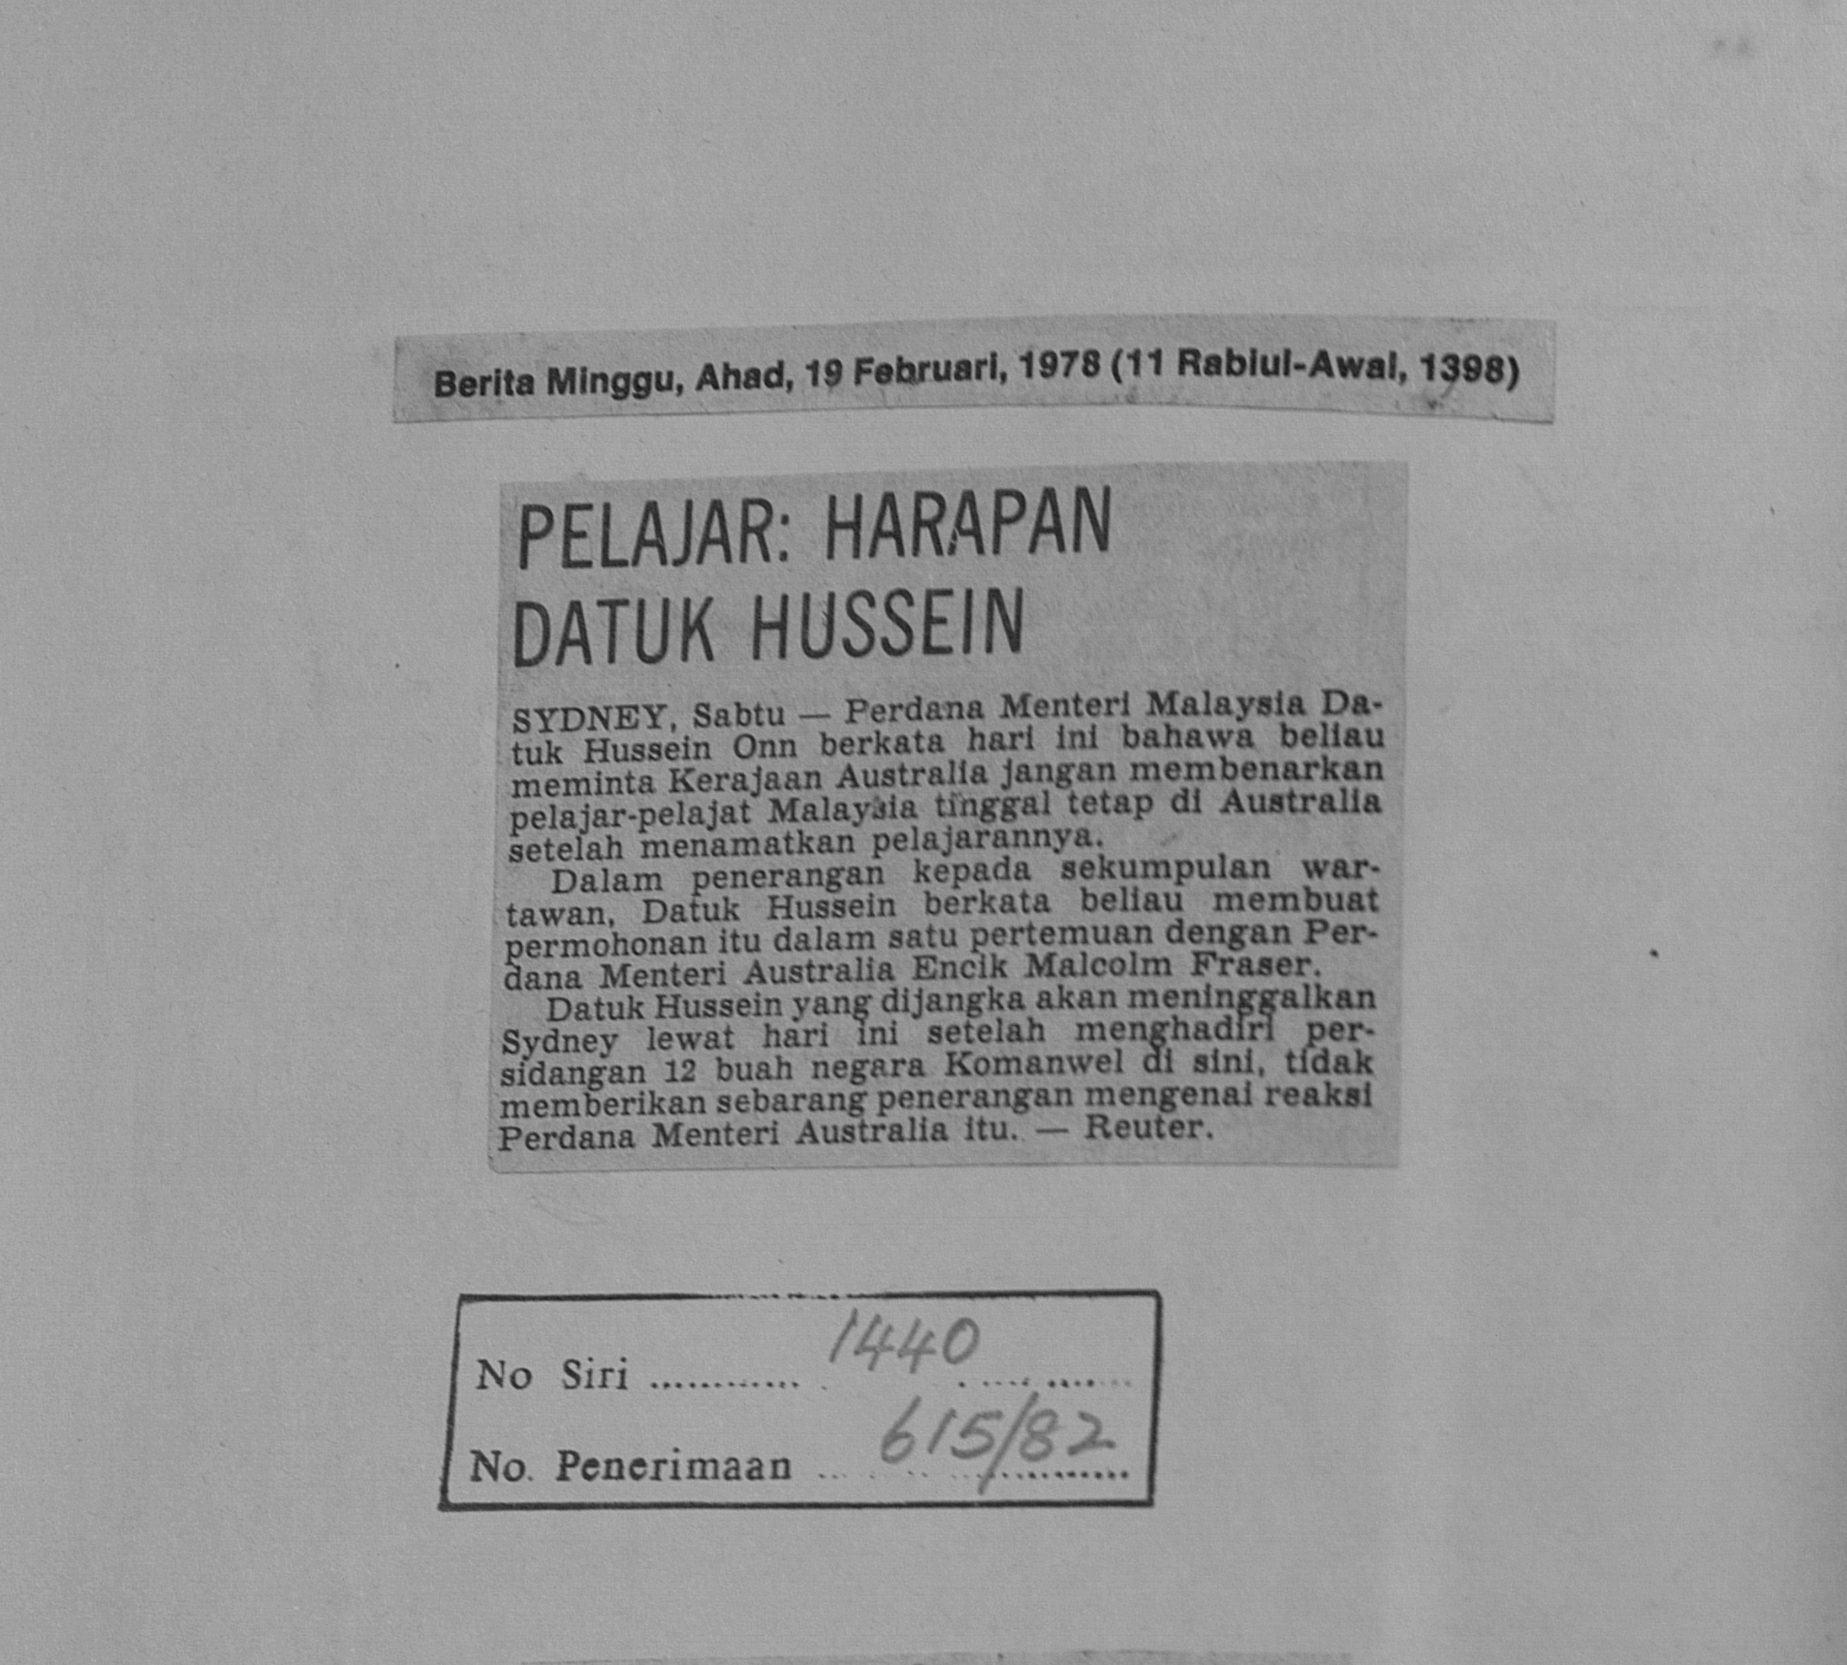 Berita Minggu, Ahad, 19 Februari, 1978 (11 Rabiul-Awal, 1398)
PELAJAR: HARAPAN
DATUK HUSSEIN
SYDNEY, Sabtu — Perdana Menteri Malaysia Da-
tuk Hussein Onn berkata hari ini bahawa beliau
meminta Kerajaan Australia jangan membenarkan
pelajar-pelajat Malaysia tinggal tetap di Australia
setelah menamatkan pelajarannya.
Dalam penerangan kepada sekumpulan war-
tawan, Datuk Hussein berkata beliau membuat
permohonan itu dalam satu pertemuan dengan Per-
dana Menteri Australia Encik Malcolm Fraser.
Datuk Hussein yang dijangka akan meninggalkan
Sydney lewat hari ini setelah menghadiri per-
sidangan 12 buah negara Komanwel di sini, tidak
memberikan sebarang penerangan mengenai reaksi
Perdana Menteri Australia itu. — Reuter.
No Siri ............ 1440
No. Penerimaan ... 615/82